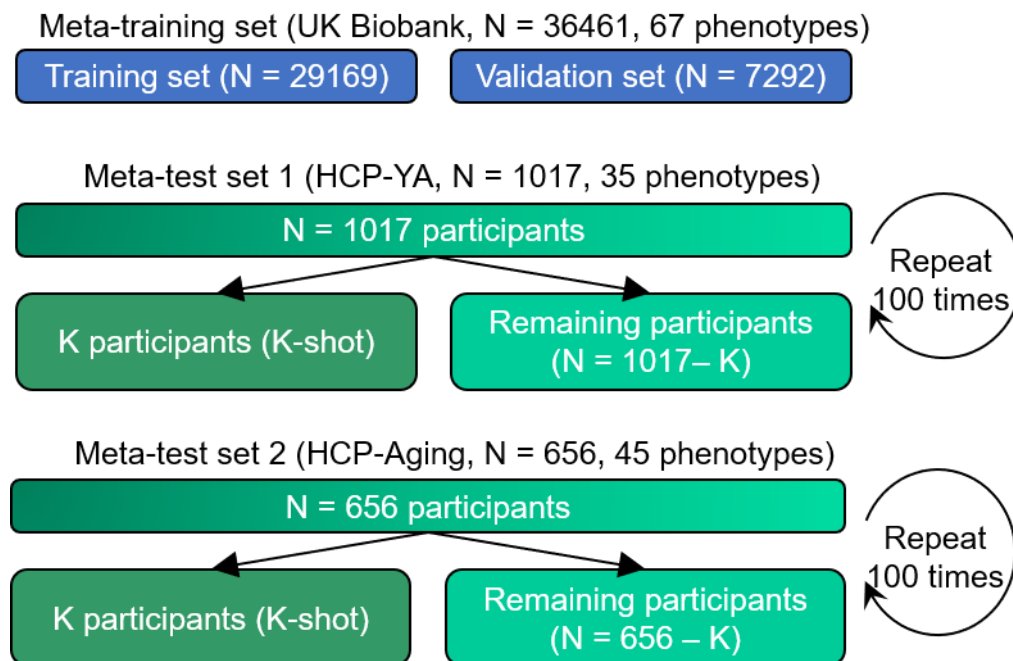 Meta-training set (UK Biobank, N = 36461, 67 phenotypes)
Training set (N = 29169)
Validation set (N = 7292)
Meta-test set 1 (HCP-YA, N = 1017, 35 phenotypes)
N = 1017 participants
K participants (K-shot)
Remaining participants
(N = 1017– K)
Repeat
100 times
Meta-test set 2 (HCP-Aging, N = 656, 45 phenotypes)
N = 656 participants
K participants (K-shot)
Remaining participants
(N = 656 – K)
Repeat
100 times